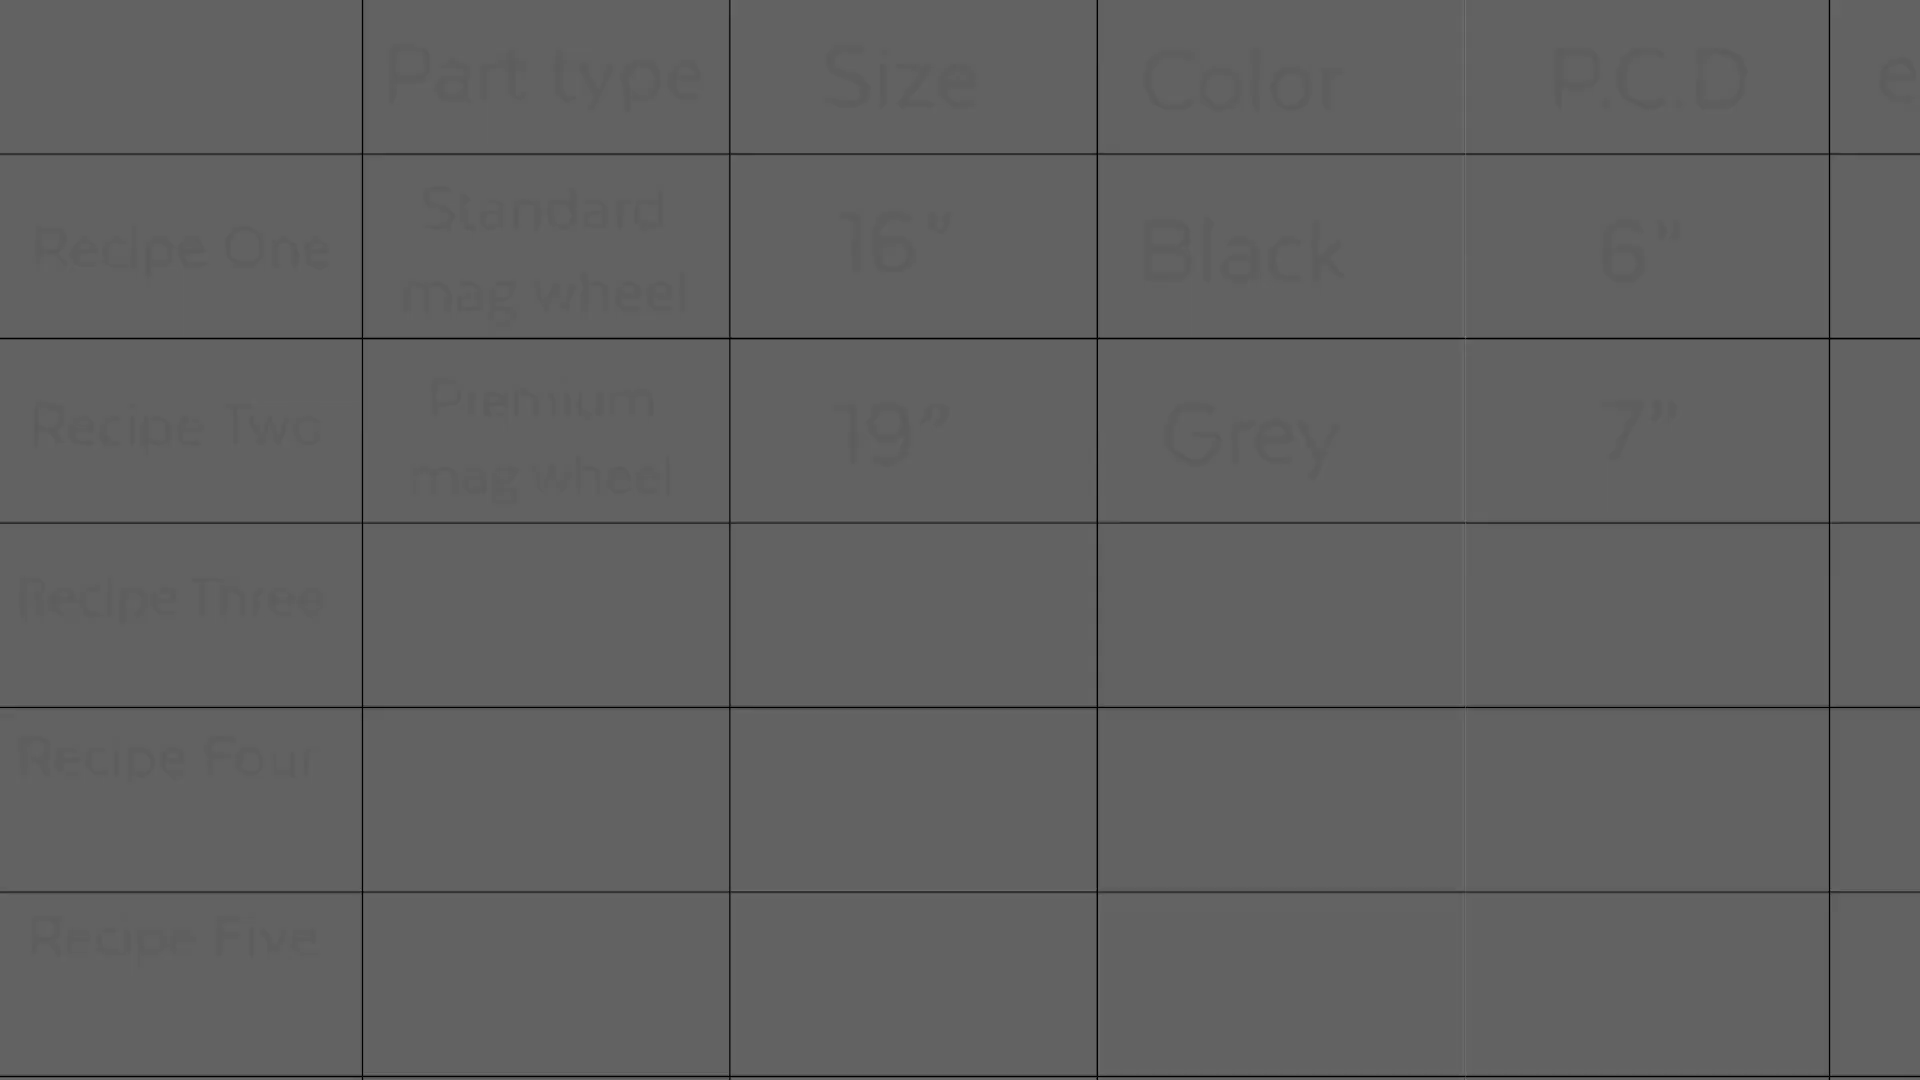 Part type Size Color P.C.D e
Recipe One Standard mag wheel 16” Black 6”
Recipe Two Premium mag wheel 19” Grey 7”
Recipe Three
Recipe Four
Recipe Five